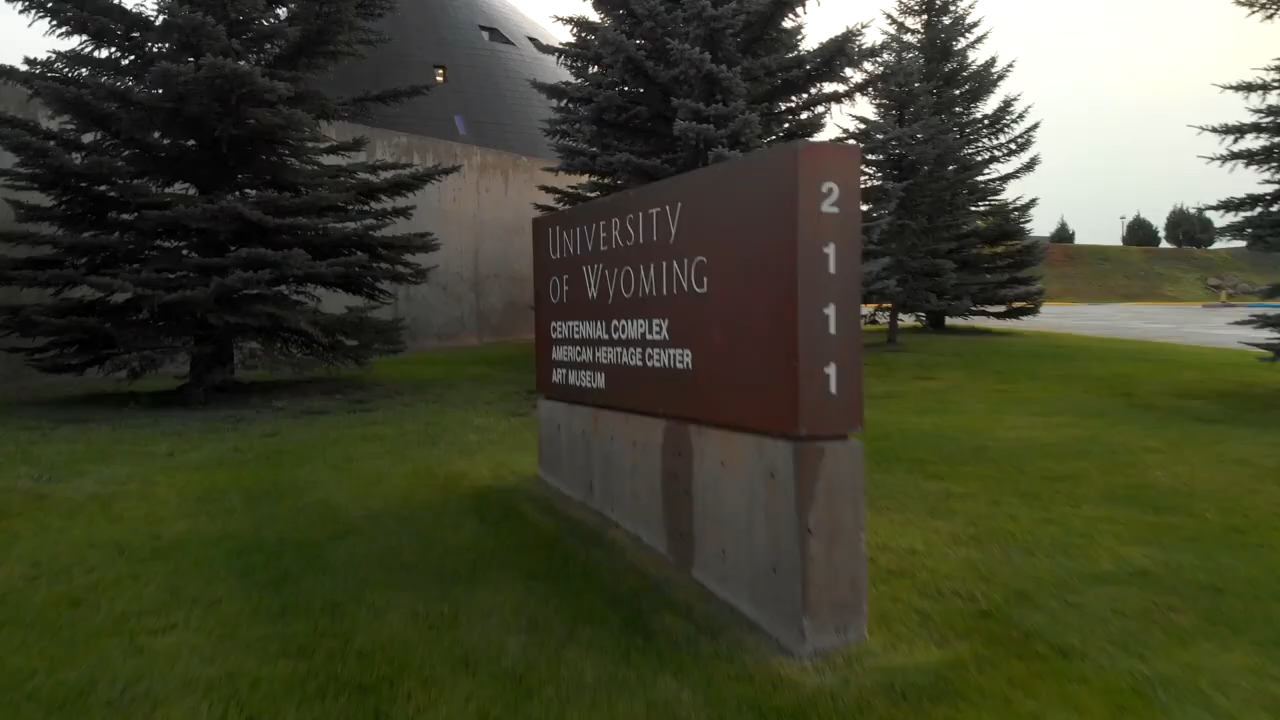 UNIVERSITY
OF WYOMING
CENTENNIAL COMPLEX
AMERICAN HERITAGE CENTER
ART MUSEUM
2
1
1
1